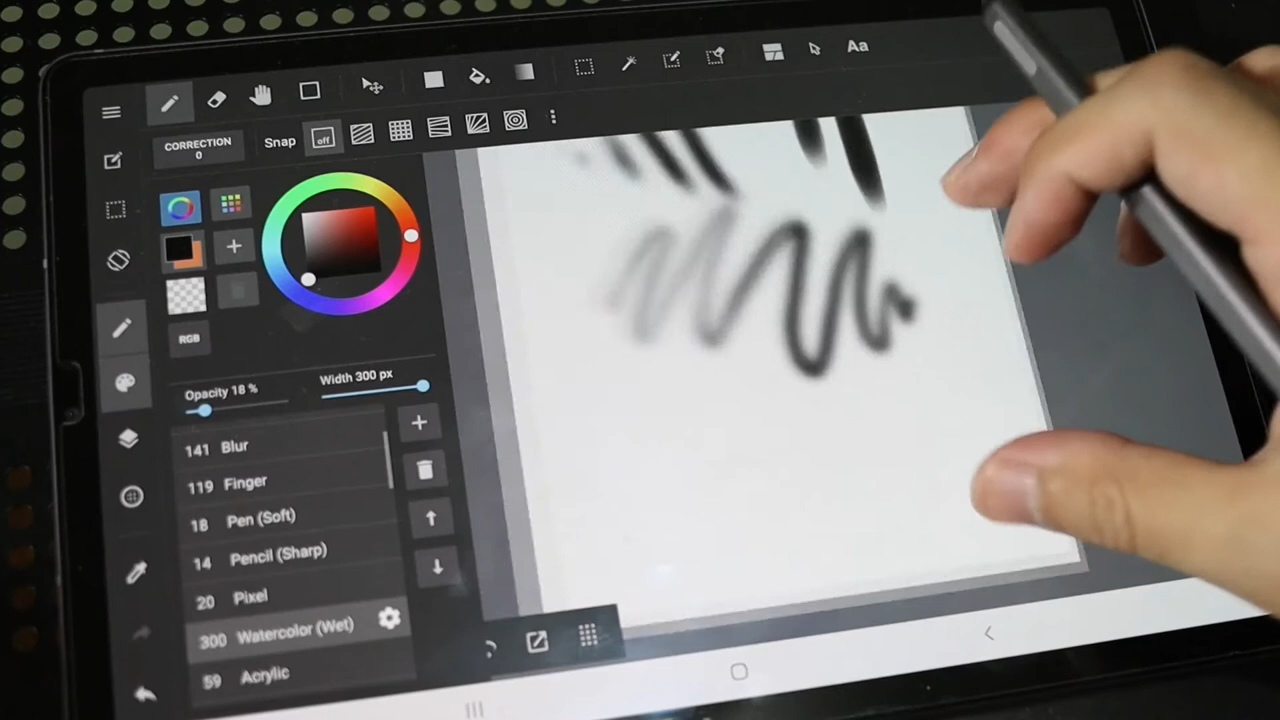 Aa
CORRECTION
0
Snap
off
RGB
Opacity 18 %
Width 300 px
141 Blur
119 Finger
18 Pen (Soft)
14 Pencil (Sharp)
20 Pixel
300 Watercolor (Wet)
59 Acrylic